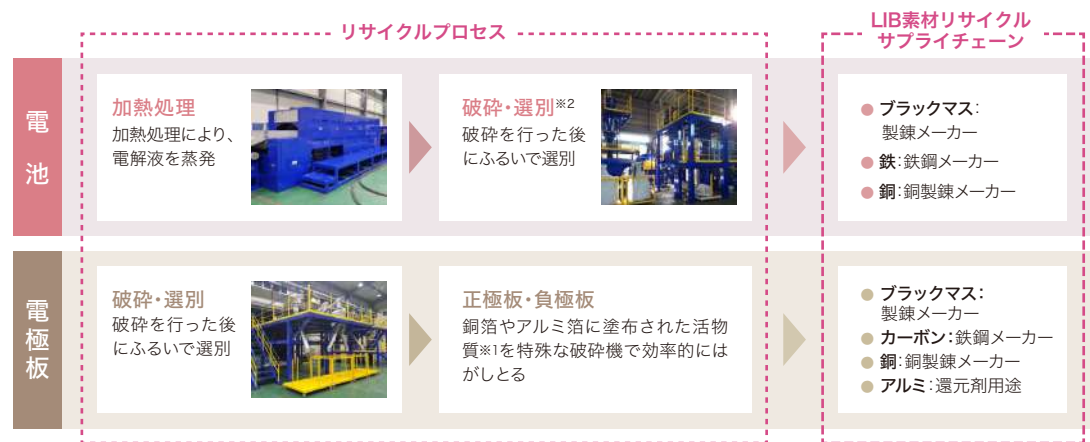 リサイクルプロセス
LIB素材リサイクル
サプライチェーン
電池
加熱処理
加熱処理により、
電解液を蒸発
破砕・選別※2
破砕を行った後
にふるいで選別
● ブラックマス：
製錬メーカー
● 鉄：鉄鋼メーカー
● 銅：銅製錬メーカー
電極板
破砕・選別
破砕を行った後
にふるいで選別
正極板・負極板
銅箔やアルミ箔に塗布された活物
質※1を特殊な破砕機で効率的には
がしとる
● ブラックマス：
製錬メーカー
● カーボン：鉄鋼メーカー
● 銅：銅製錬メーカー
● アルミ：還元剤用途